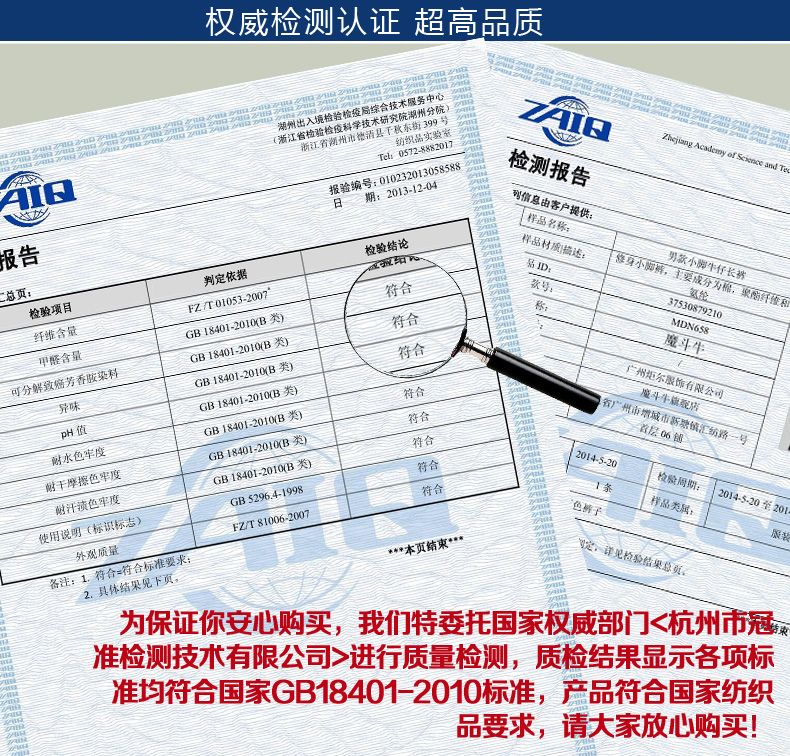 权威检测认证 超高品质
湖州出入境检验检疫局综合技术服务中心
(浙江省检验检疫科学技术研究院湖州分院)
浙江省湖州市德清县千秋东街 399 号
纺织品实验室
Tel: 0572-8882017
AIQ
报验编号: 010232013058588
日 期: 2013-12-04
报告
汇总页:
检验项目 判定依据 检验结论
纤维含量 FZ /T 01053-2007* 符合
甲醛含量 GB 18401-2010(B 类) 符合
可分解致癌芳香胺染料 GB 18401-2010(B 类) 符合
异味 GB 18401-2010(B 类)
pH 值 GB 18401-2010(B 类)
耐水色牢度 GB 18401-2010(B 类) 符合
耐干摩擦色牢度 GB 18401-2010(B 类) 符合
耐汗渍色牢度 GB 18401-2010(B 类) 符合
使用说明（标识标志） GB 5296.4-1998 符合
外观质量 FZ/T 81006-2007 符合
备注: 1. 符合=符合标准要求;
2. 具体结果见下页。
***本页结束***
ZAIQ
Zhejiang Academy of Science and Tec
检测报告
列信息由客户提供:
样品名称: 男款小脚牛仔长裤
样品材质/描述: 修身小脚裤，主要成分为棉，聚酯纤维和
氨纶
品 ID: 37530879210
款号: MDN658
称: 魔斗牛
/
广州炬尔服饰有限公司
魔斗牛旗舰店
省广州市增城市新塘镇汇纺路一号
首层 06 铺
2014-5-20 检验周期: 2014-5-20 至 201
1 条 样品类属: 服装
色裤子
判定，详见检验结果总页。
为保证你安心购买，我们特委托国家权威部门<杭州市冠
准检测技术有限公司>进行质量检测，质检结果显示各项标
准均符合国家GB18401-2010标准，产品符合国家纺织
品要求，请大家放心购买！